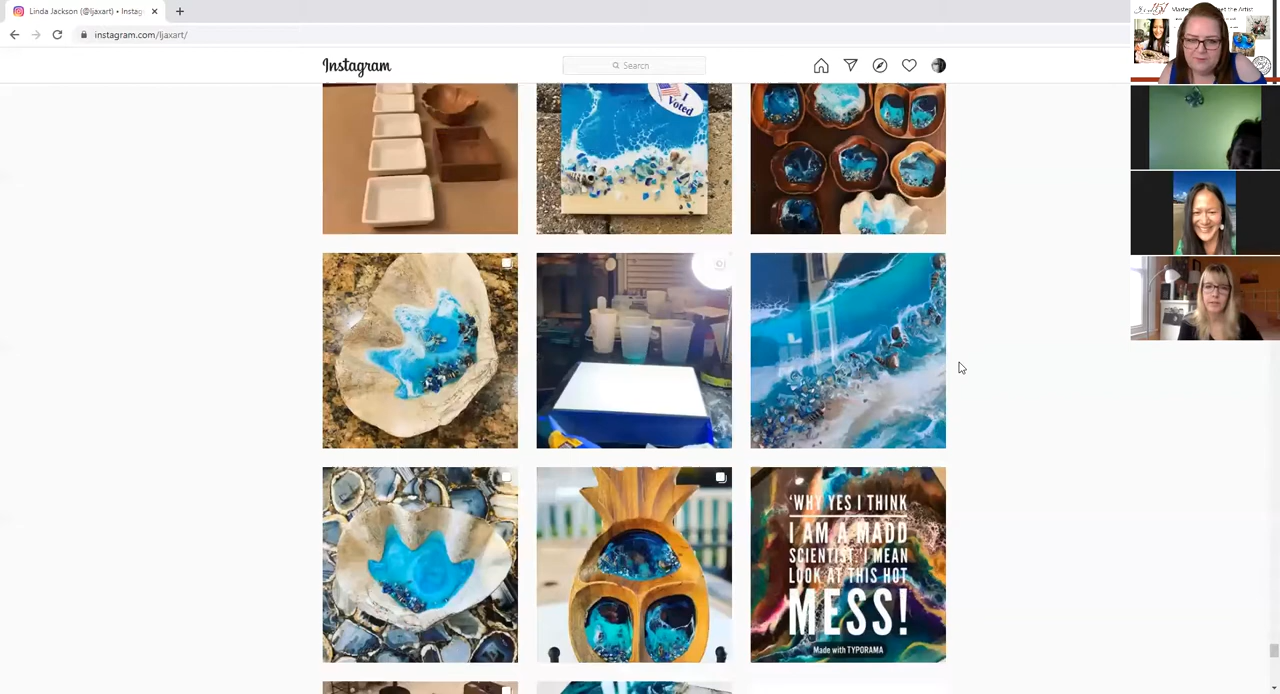 Linda Jackson (@ljaxart) • Instag
instagram.com/ljaxart/
Instagram
Search
I
Voted
'WHY YES I THINK
I AM A MADD
SCIENTIST. I MEAN
LOOK AT THIS HOT
MESS!
Made with TYPORAMA